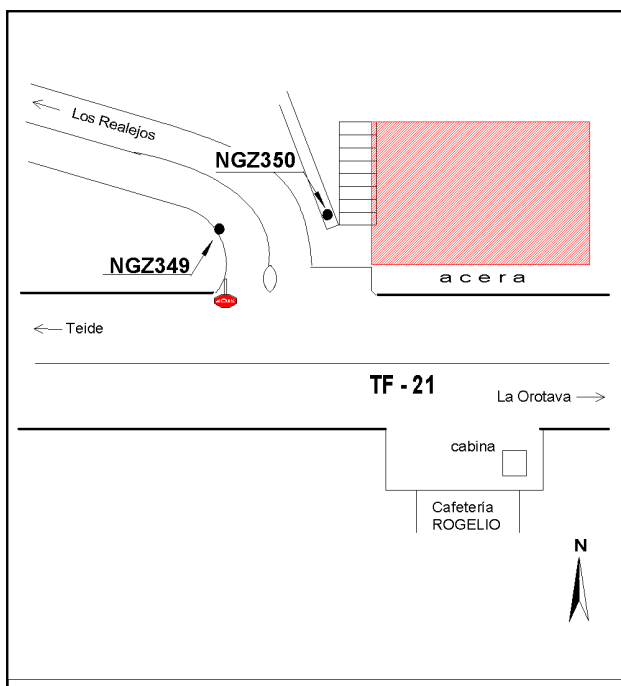 Los Realejos
NGZ350
NGZ349
acera
Teide
TF - 21
La Orotava
cabina
Cafetería
ROGELIO
N